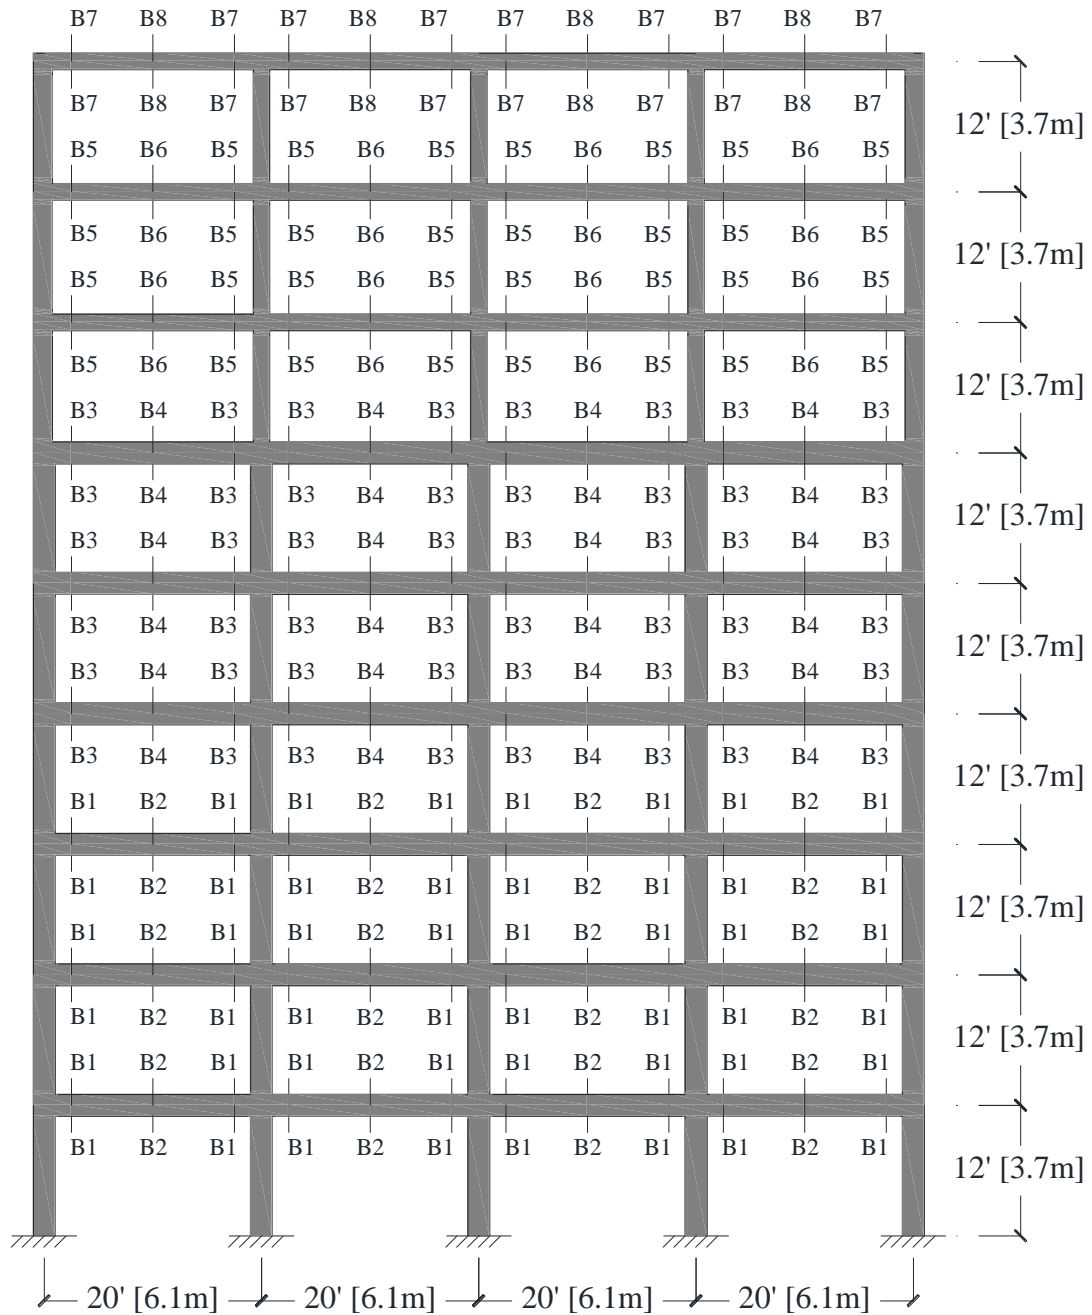 B7 B8 B7 B7 B8 B7 B7 B8 B7 B7 B8 B7
B7 B8 B7 B7 B8 B7 B7 B8 B7 B7 B8 B7
12' [3.7m]
B5 B6 B5 B5 B6 B5 B5 B6 B5 B5 B6 B5
B5 B6 B5 B5 B6 B5 B5 B6 B5 B5 B6 B5
12' [3.7m]
B5 B6 B5 B5 B6 B5 B5 B6 B5 B5 B6 B5
B5 B6 B5 B5 B6 B5 B5 B6 B5 B5 B6 B5
12' [3.7m]
B3 B4 B3 B3 B4 B3 B3 B4 B3 B3 B4 B3
B3 B4 B3 B3 B4 B3 B3 B4 B3 B3 B4 B3
12' [3.7m]
B3 B4 B3 B3 B4 B3 B3 B4 B3 B3 B4 B3
B3 B4 B3 B3 B4 B3 B3 B4 B3 B3 B4 B3
12' [3.7m]
B3 B4 B3 B3 B4 B3 B3 B4 B3 B3 B4 B3
B3 B4 B3 B3 B4 B3 B3 B4 B3 B3 B4 B3
12' [3.7m]
B1 B2 B1 B1 B2 B1 B1 B2 B1 B1 B2 B1
B1 B2 B1 B1 B2 B1 B1 B2 B1 B1 B2 B1
12' [3.7m]
B1 B2 B1 B1 B2 B1 B1 B2 B1 B1 B2 B1
B1 B2 B1 B1 B2 B1 B1 B2 B1 B1 B2 B1
12' [3.7m]
B1 B2 B1 B1 B2 B1 B1 B2 B1 B1 B2 B1
B1 B2 B1 B1 B2 B1 B1 B2 B1 B1 B2 B1
12' [3.7m]
20' [6.1m] 20' [6.1m] 20' [6.1m] 20' [6.1m]